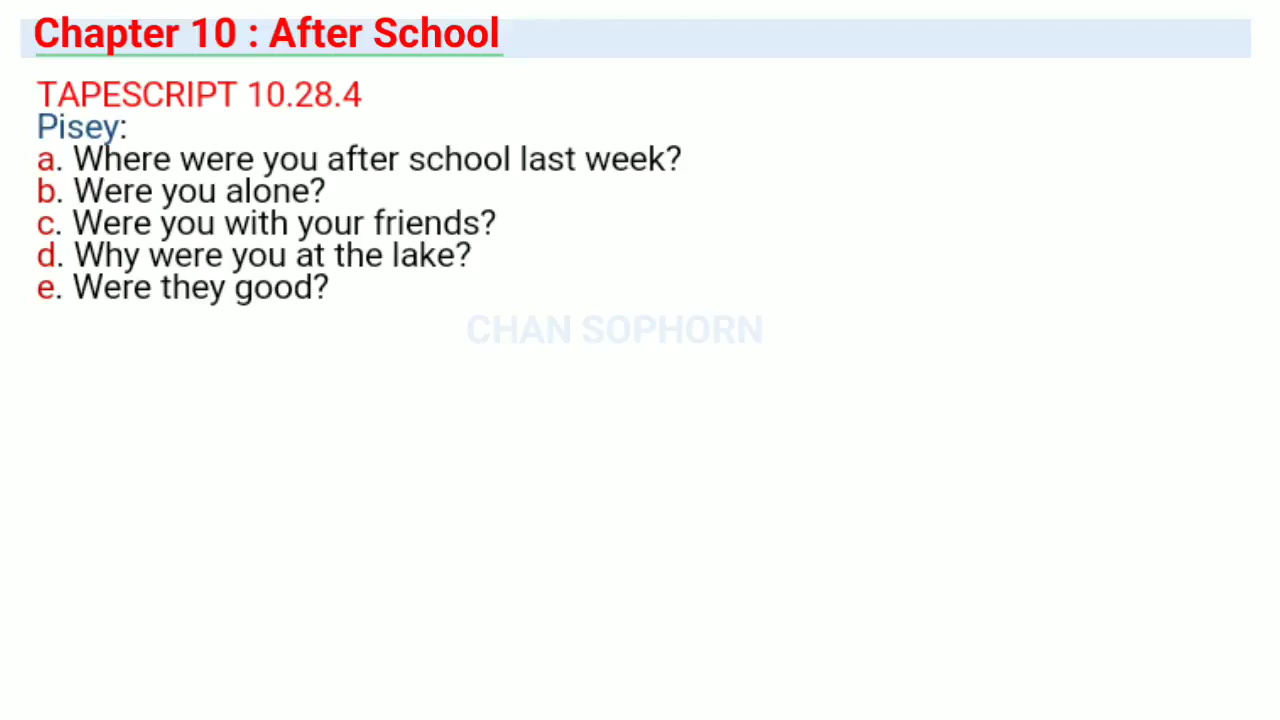 Chapter 10 : After School
TAPESCRIPT 10.28.4
Pisey:
a. Where were you after school last week?
b. Were you alone?
c. Were you with your friends?
d. Why were you at the lake?
e. Were they good?
CHAN SOPHORN